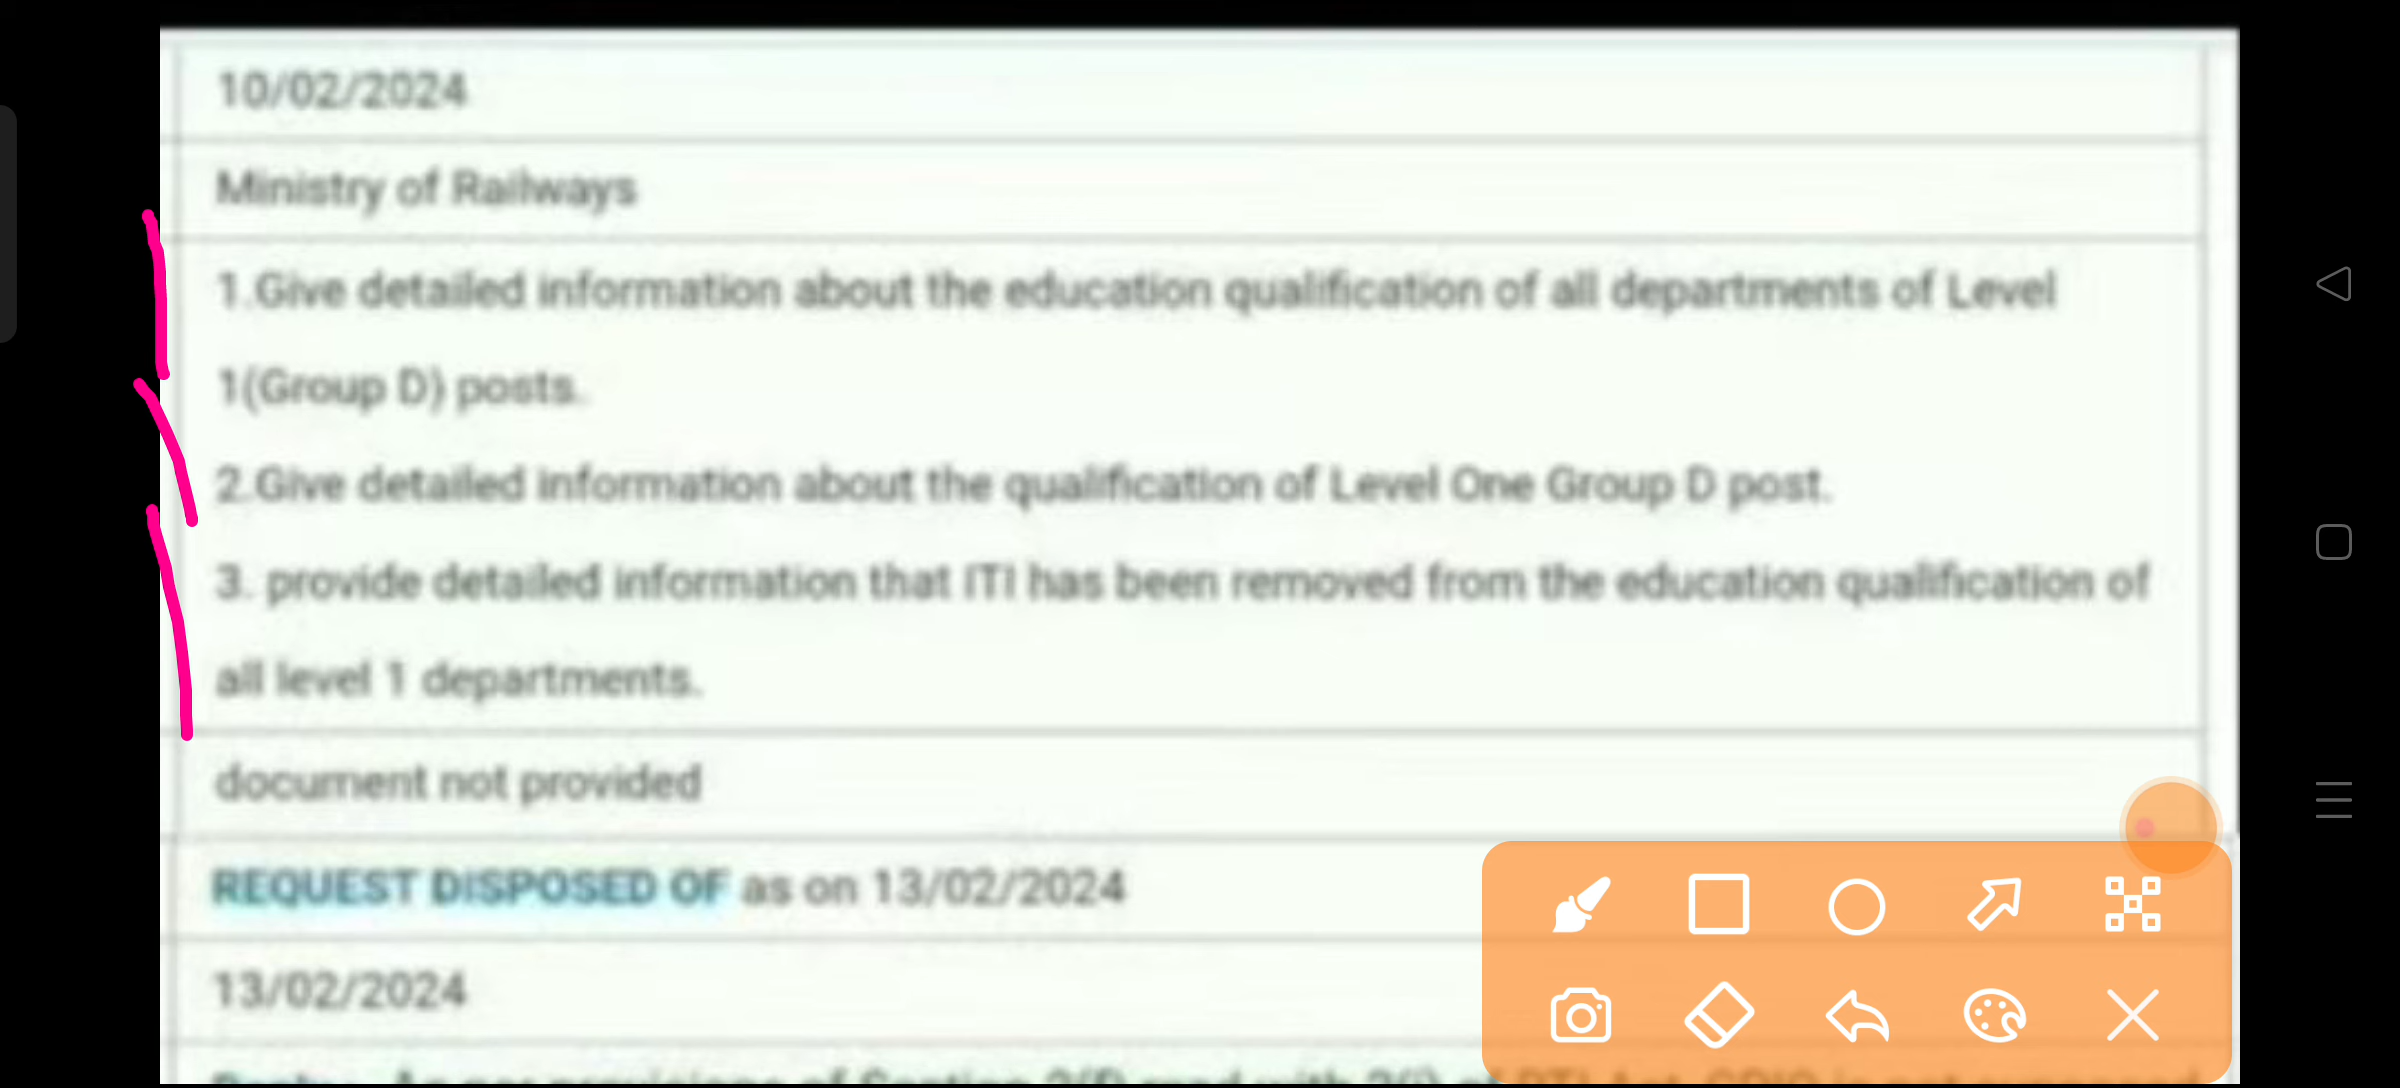 10/02/2024
Ministry of Railways
1.Give detailed information about the education qualification of all departments of Level
1(Group D) posts.
2.Give detailed information about the qualification of Level One Group D post.
3. provide detailed information that ITI has been removed from the education qualification of
all level 1 departments.
document not provided
REQUEST DISPOSED OF as on 13/02/2024
13/02/2024